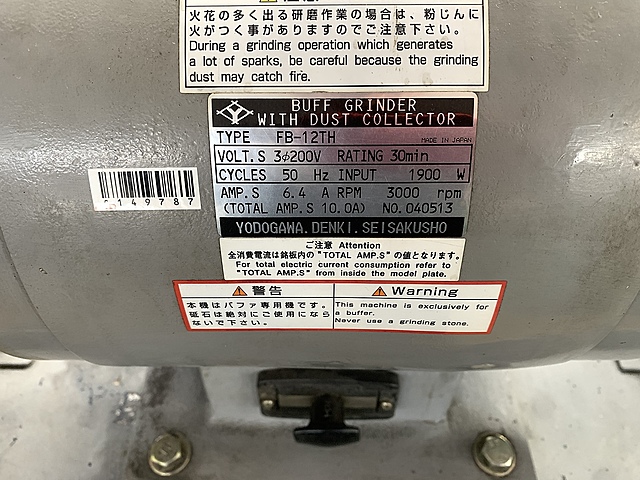 火花の多く出る研磨作業の場合は、粉じんに
火がつく事がありますのでご注意下さい。
During a grinding operation which generates
a lot of sparks, be careful because the grinding
dust may catch fire.
BUFF GRINDER
WITH DUST COLLECTOR
TYPE FB-12TH MADE IN JAPAN
VOLT.S 3φ200V RATING 30min
CYCLES 50 Hz INPUT 1900 W
AMP.S 6.4 A RPM 3000 rpm
(TOTAL AMP.S 10.0A) NO.040513
YODOGAWA.DENKI.SEISAKUSHO
149787
ご注意 Attention
全消費電流は銘板内の"TOTAL AMP.S"の値となります。
For total electric current consumption refer to
"TOTAL AMP.S" from inside the model plate.
警告
本機はバファ専用機です。
砥石は絶対にご使用になら
ないで下さい。
Warning
This machine is exclusively for
a buffer.
Never use a grinding stone.